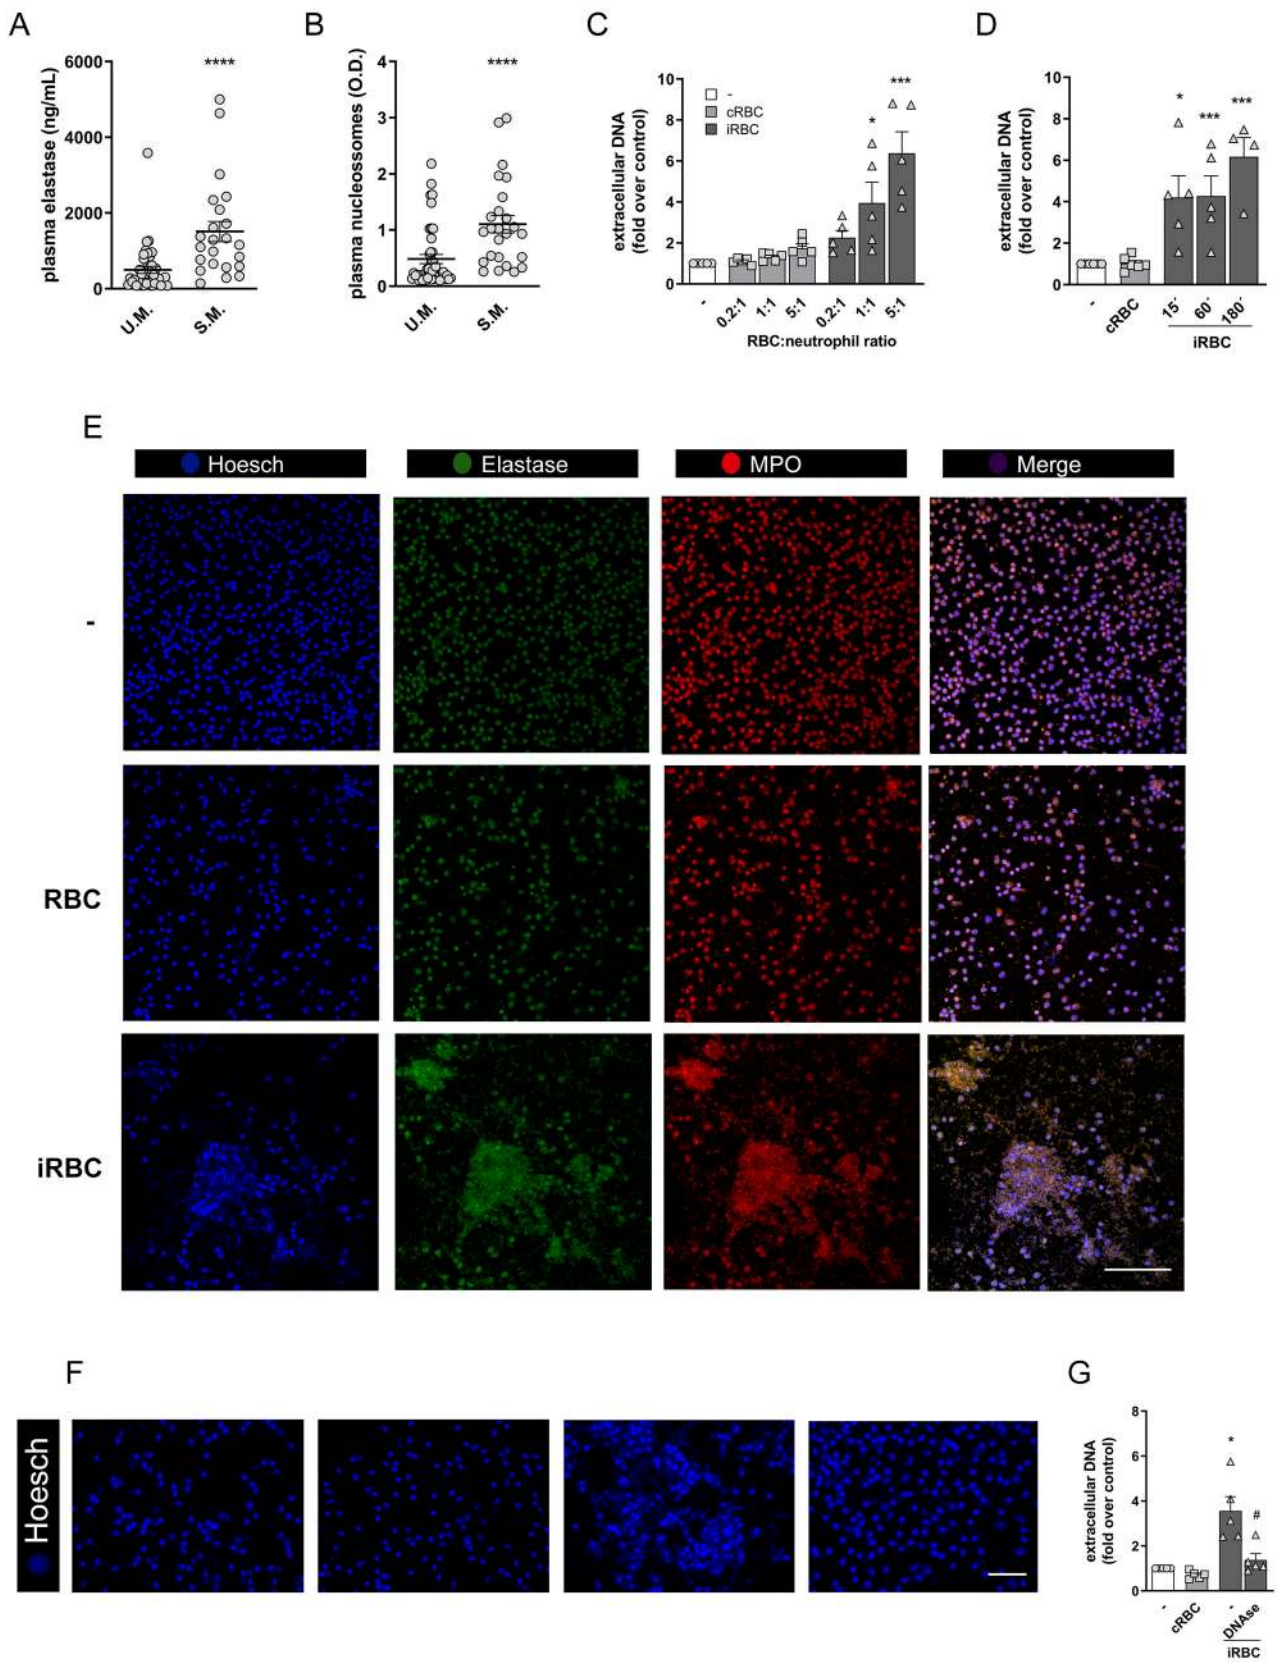 A
B
C
D
plasma elastase (ng/mL)
6000
4000
2000
0
****
U.M.
S.M.
plasma nucleossomes (O.D.)
4
3
2
1
0
****
U.M.
S.M.
extracellular DNA
(fold over control)
10
8
6
4
2
0
-
cRBC
iRBC
*
***
-
0.2:1
1:1
5:1
0.2:1
1:1
5:1
RBC:neutrophil ratio
extracellular DNA
(fold over control)
10
8
6
4
2
0
*
***
***
-
cRBC
15´
60´
180´
iRBC
E
Hoesch
Elastase
MPO
Merge
-
RBC
iRBC
F
G
Hoesch
extracellular DNA
(fold over control)
8
6
4
2
0
*
#
-
cRBC
-
DNAse
iRBC